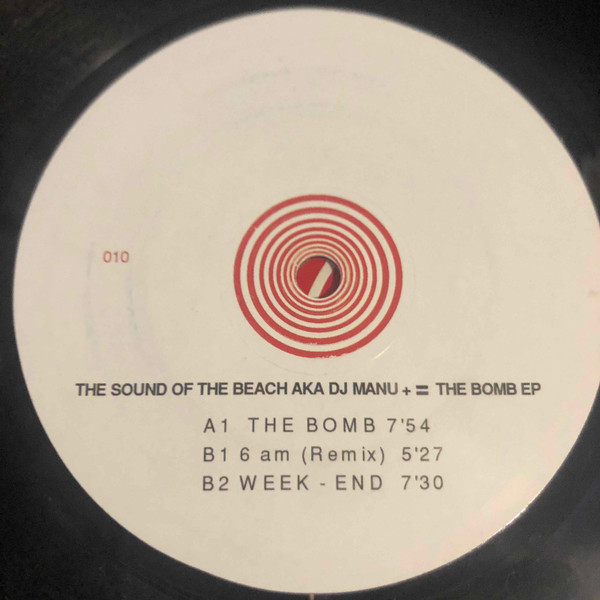 010
THE SOUND OF THE BEACH AKA DJ MANU + = THE BOMB EP
A1 THE BOMB 7'54
B1 6 am (Remix) 5'27
B2 WEEK - END 7'30